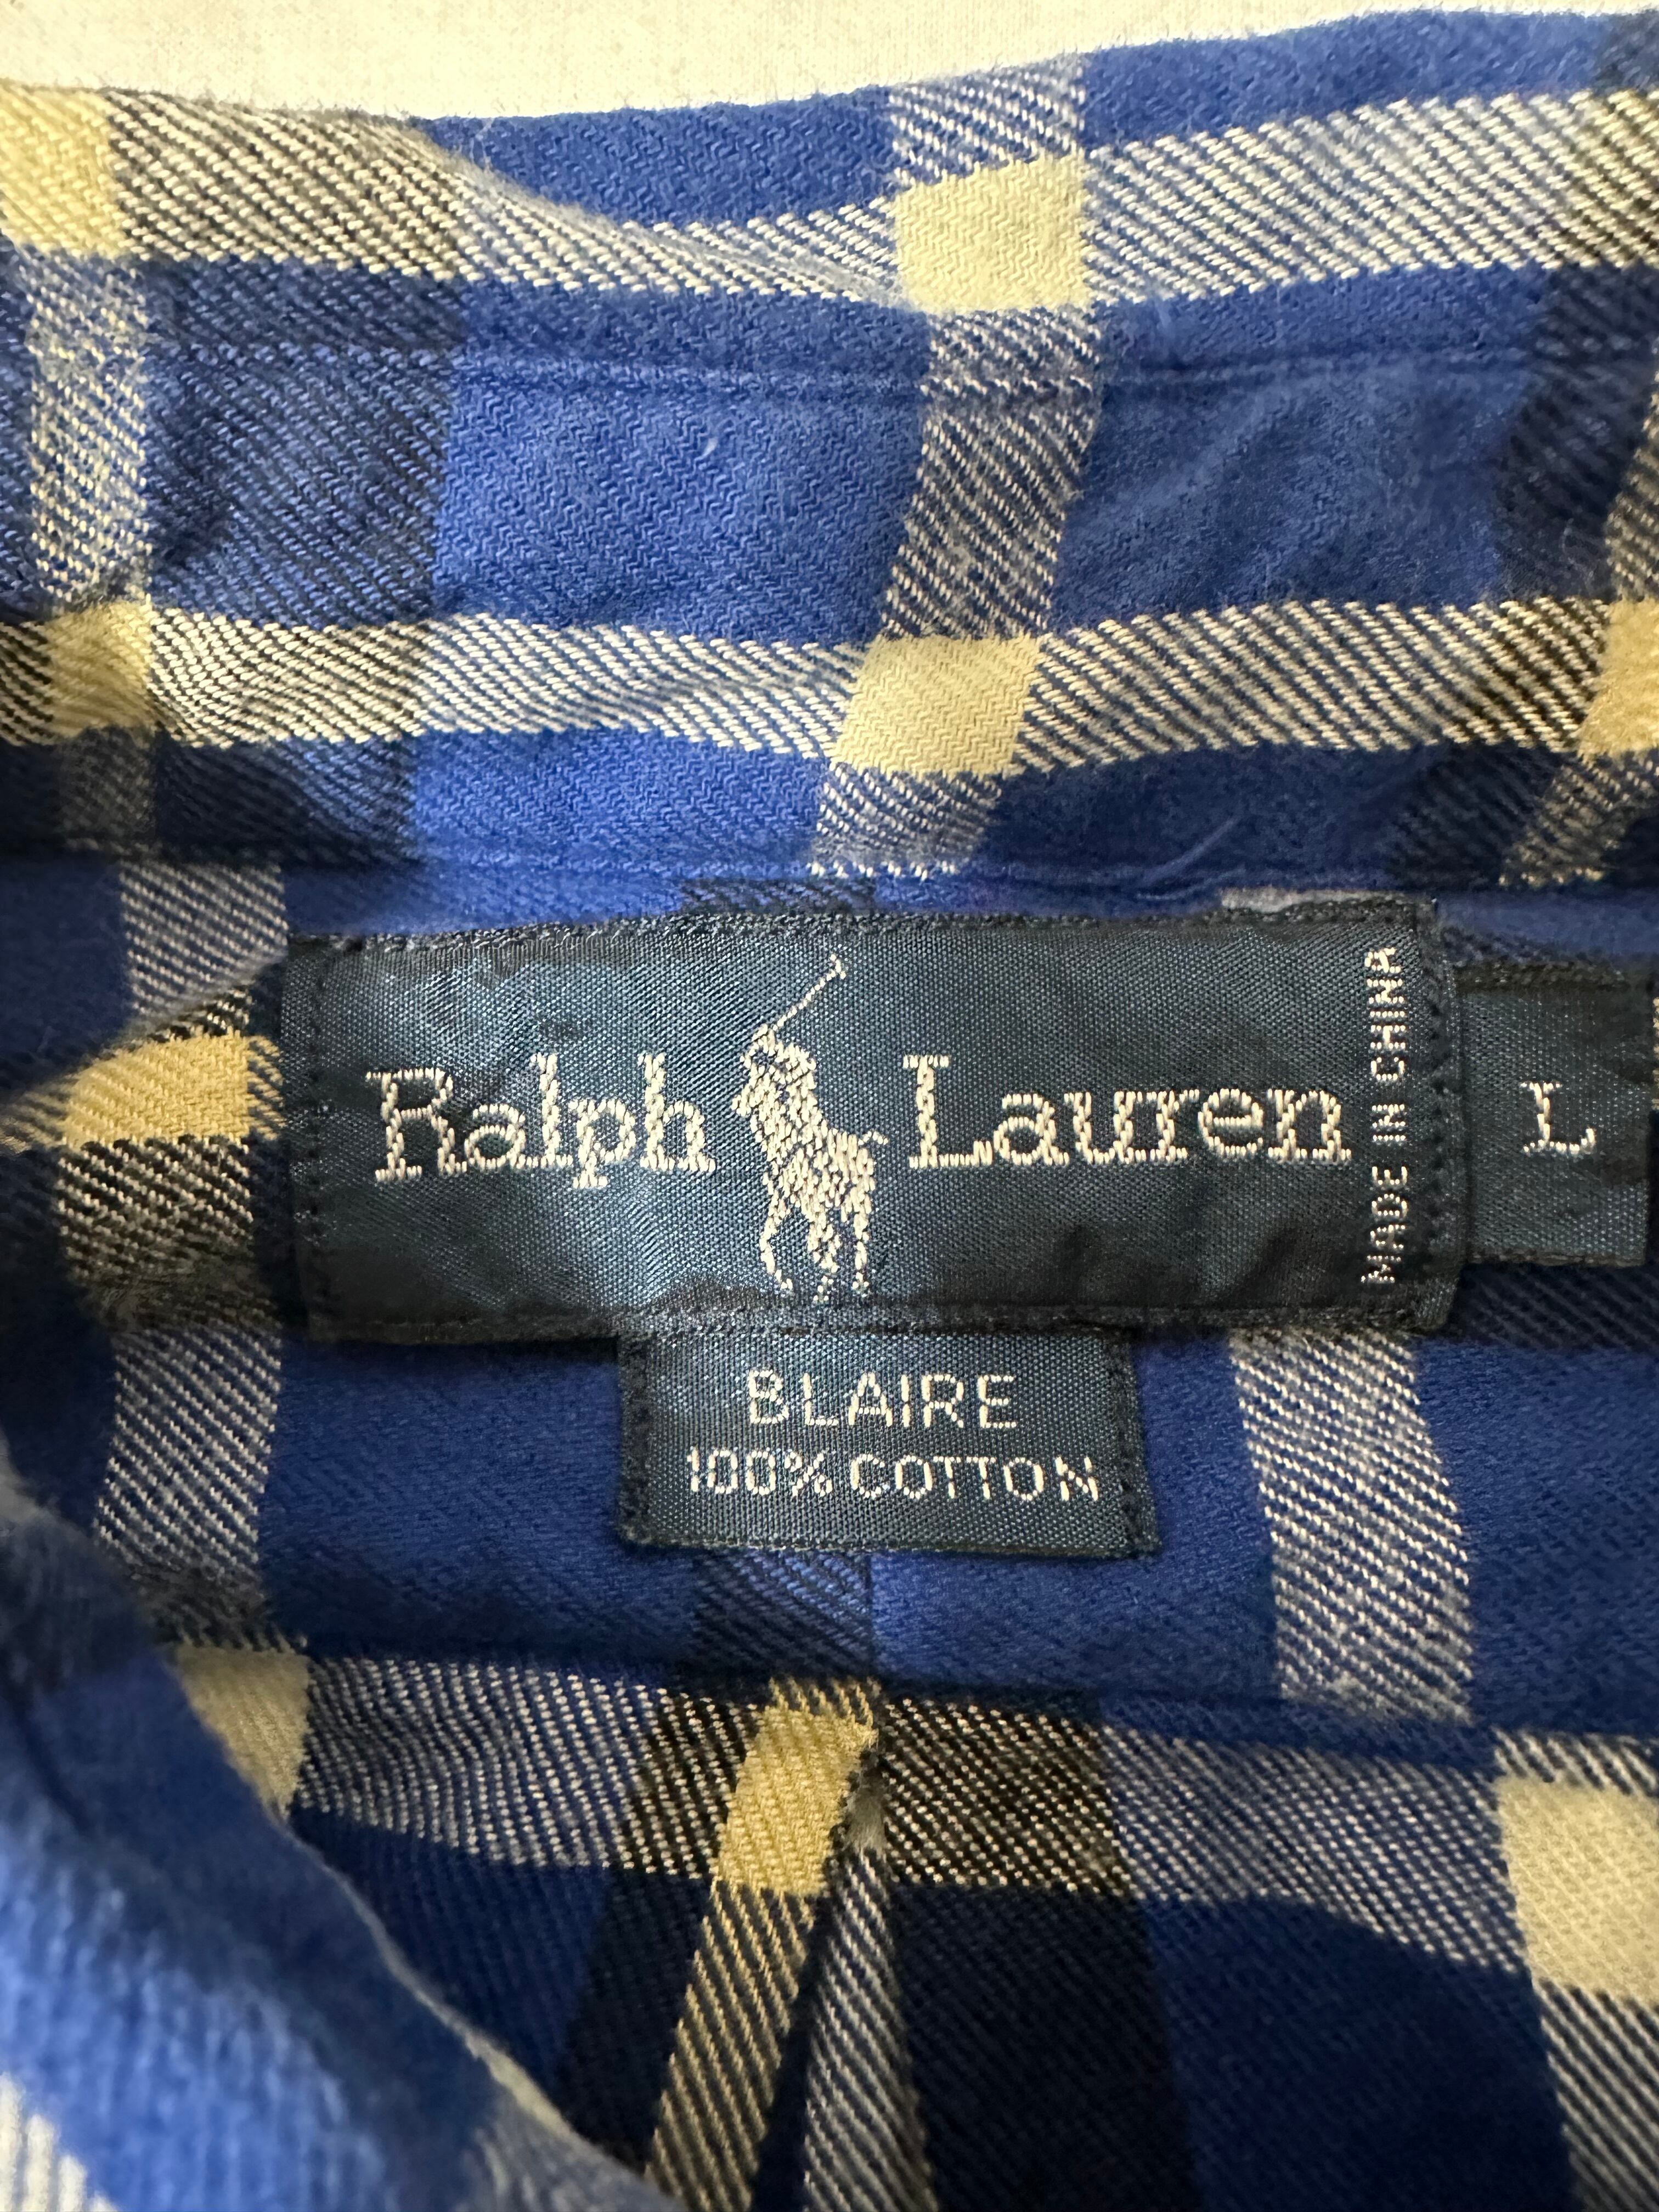 Ralph Lauren
MADE IN CHINA
L
BLAIRE
100% COTTON